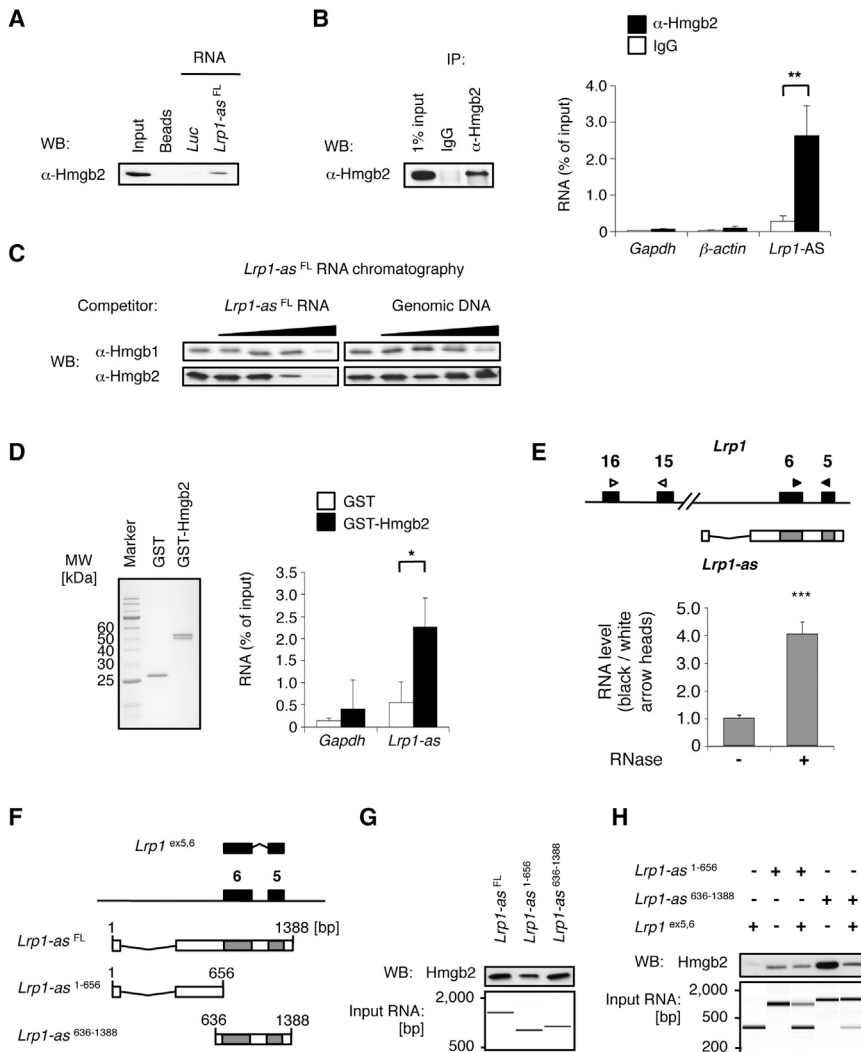 A
RNA
WB:
Input
Beads
Luc
Lrp1-as FL
α-Hmgb2
B
IP:
WB:
1% input
IgG
α-Hmgb2
α-Hmgb2
α-Hmgb2
IgG
RNA (% of input)
4.0
3.0
2.0
1.0
0
**
Gapdh
β-actin
Lrp1-AS
C
Lrp1-as FL RNA chromatography
Competitor:
Lrp1-as FL RNA
Genomic DNA
WB:
α-Hmgb1
α-Hmgb2
D
MW
[kDa]
Marker
GST
GST-Hmgb2
60
50
40
30
25
GST
GST-Hmgb2
RNA (% of input)
3.5
3.0
2.5
2.0
1.5
1.0
0.5
0
*
Gapdh
Lrp1-as
E
Lrp1
16 15 6 5
Lrp1-as
RNA level
(black / white
arrow heads)
5.0
4.0
3.0
2.0
1.0
0
***
RNase - +
F
Lrp1 ex5,6
6 5
1 1388 [bp]
Lrp1-as FL
1 656
Lrp1-as 1-656
636 1388
Lrp1-as 636-1388
G
Lrp1-as FL
Lrp1-as 1-656
Lrp1-as 636-1388
WB: Hmgb2
Input RNA:
[bp]
2,000
500
H
Lrp1-as 1-656 - + + - -
Lrp1-as 636-1388 - - - + +
Lrp1 ex5,6 + - + - +
WB: Hmgb2
Input RNA:
[bp]
2,000
500
200